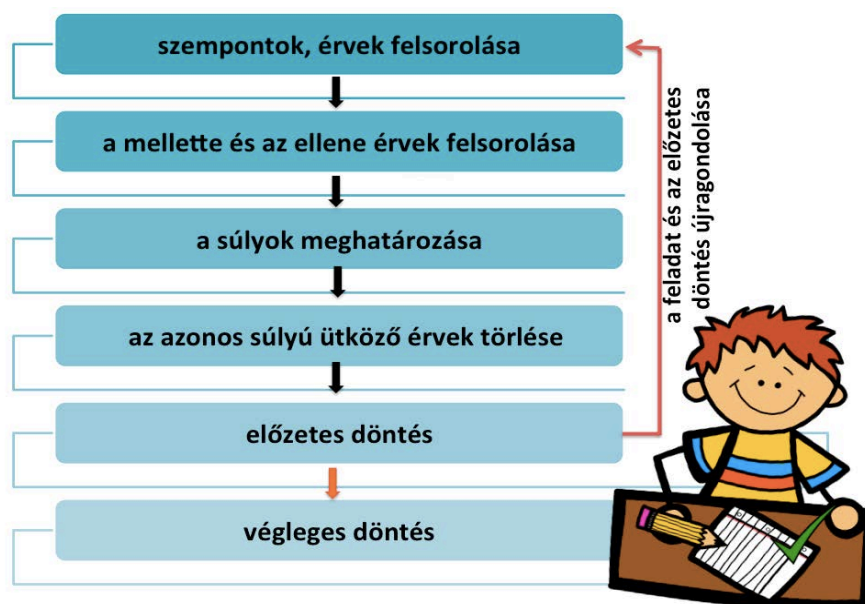 szempontok, érvek felsorolása
a mellette és az ellene érvek felsorolása
a súlyok meghatározása
az azonos súlyú ütköző érvek törlése
előzetes döntés
végleges döntés
a feladat és az előzetes
döntés újragondolása